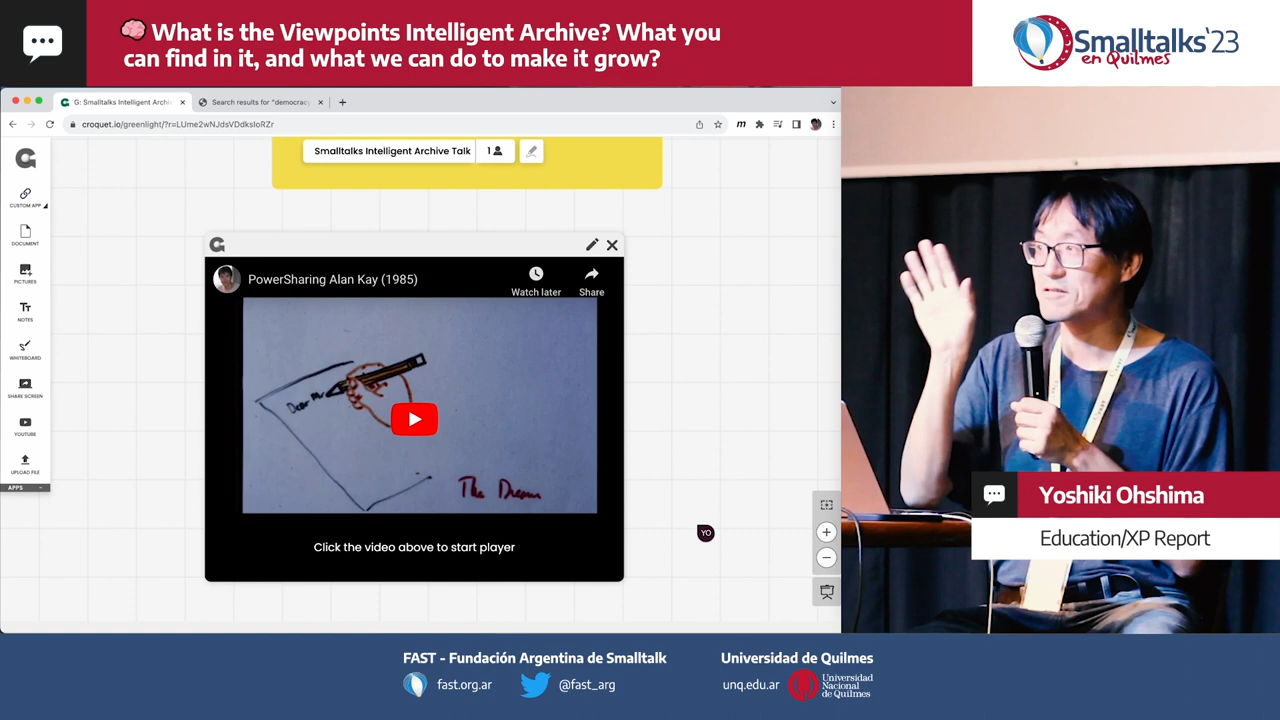 What is the Viewpoints Intelligent Archive? What you
can find in it, and what we can do to make it grow?
Smalltalks'23
en Quilmes
G: Smalltalks Intelligent Archi
Search results for "democracy
croquet.io/greenlight/?r=LUme2wNJdsVDdksIoRZr
m
CUSTOM APP
DOCUMENT
PICTURES
Tt
NOTES
WHITEBOARD
SHARE SCREEN
YOUTUBE
UPLOAD FILE
APPS
Smalltalks Intelligent Archive Talk
1
PowerSharing Alan Kay (1985)
Watch later
Share
Dear Mr
The Dream
Click the video above to start player
YO
Yoshiki Ohshima
Education/XP Report
FAST - Fundación Argentina de Smalltalk
fast.org.ar
@fast_arg
Universidad de Quilmes
unq.edu.ar
Universidad
Nacional
de Quilmes